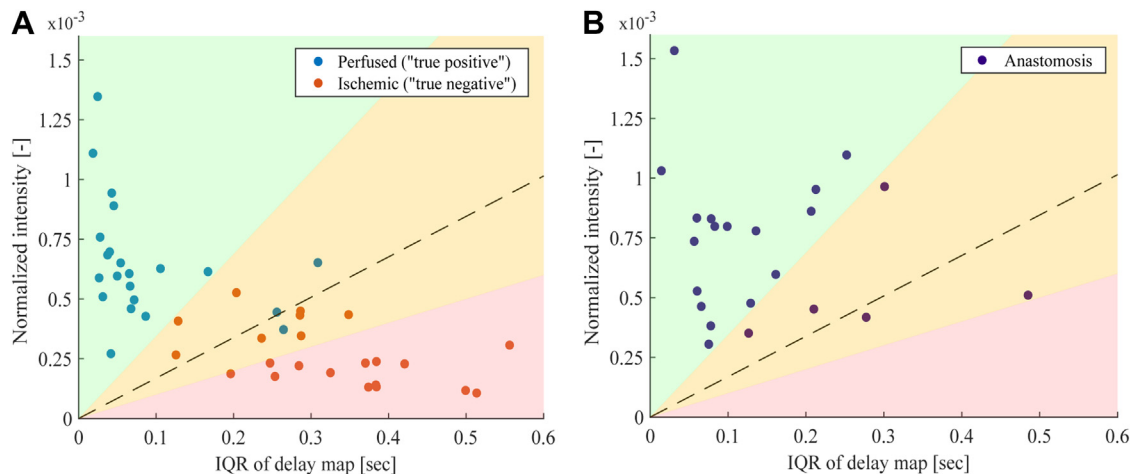 A
x10-3
Normalized intensity [-]
1.5
1.25
1
0.75
0.5
0.25
0
Perfused ("true positive")
Ischemic ("true negative")
0 0.1 0.2 0.3 0.4 0.5 0.6
IQR of delay map [sec]
B
x10-3
Normalized intensity [-]
1.5
1.25
1
0.75
0.5
0.25
0
Anastomosis
0 0.1 0.2 0.3 0.4 0.5 0.6
IQR of delay map [sec]